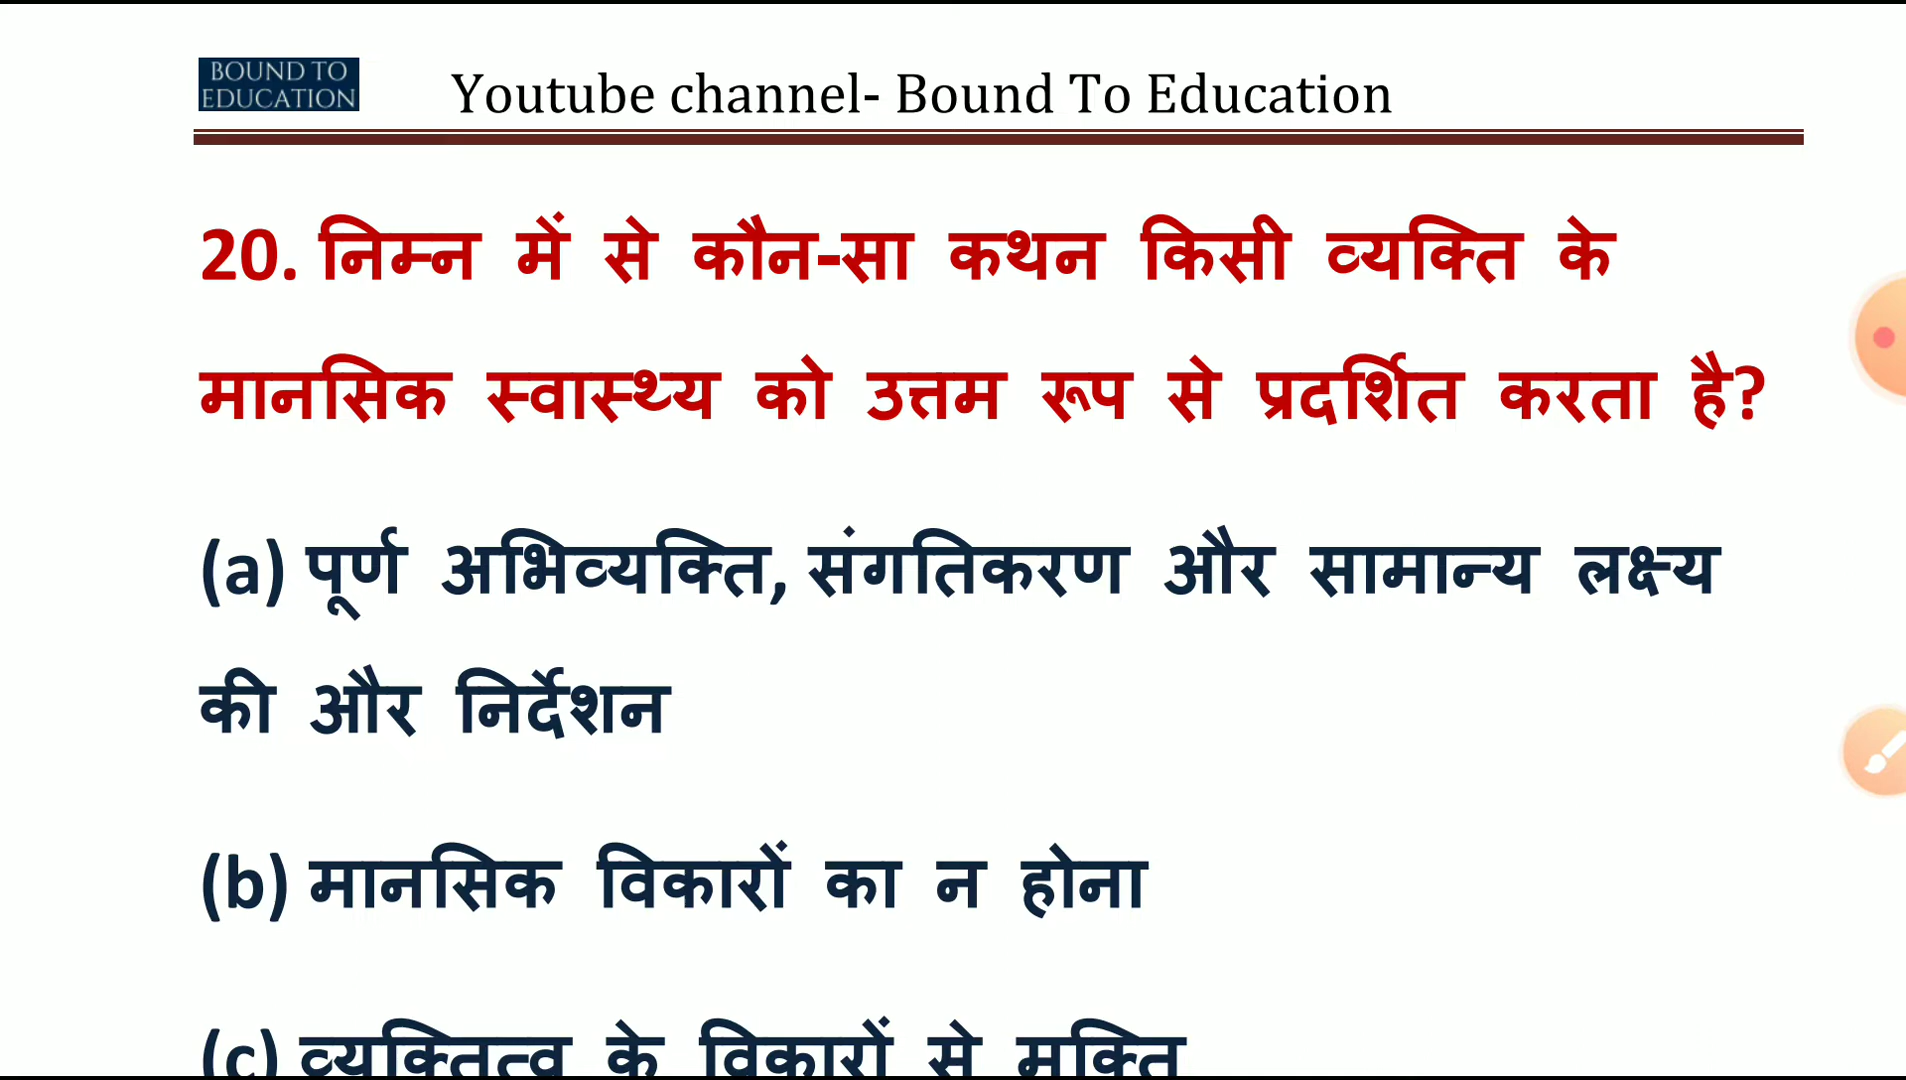 BOUND TO
EDUCATION
Youtube channel- Bound To Education
20. निम्न में से कौन-सा कथन किसी व्यक्ति के
मानसिक स्वास्थ्य को उत्तम रूप से प्रदर्शित करता है?
(a) पूर्ण अभिव्यक्ति, संगतिकरण और सामान्य लक्ष्य
की और निर्देशन
(b) मानसिक विकारों का न होना
(c) व्यक्तित्व के विकारों से मुक्ति